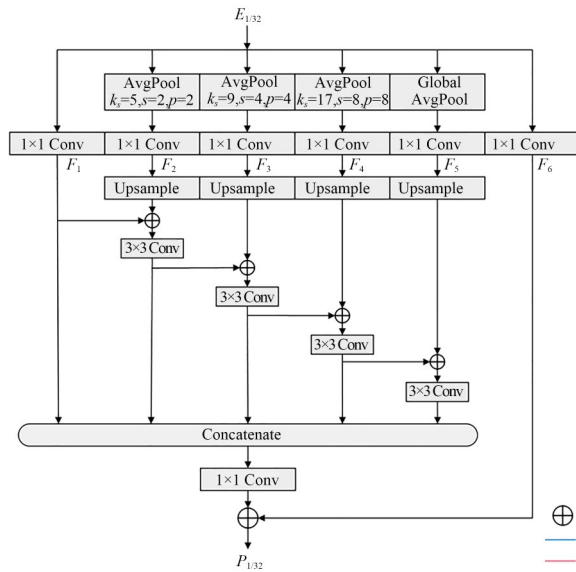 E1/32
AvgPool AvgPool AvgPool Global
ks=5,s=2,p=2 ks=9,s=4,p=4 ks=17,s=8,p=8 AvgPool
1×1 Conv 1×1 Conv 1×1 Conv 1×1 Conv 1×1 Conv 1×1 Conv
F1 F2 F3 F4 F5 F6
Upsample Upsample Upsample Upsample
3×3 Conv
3×3 Conv
3×3 Conv
3×3 Conv
Concatenate
1×1 Conv
P1/32